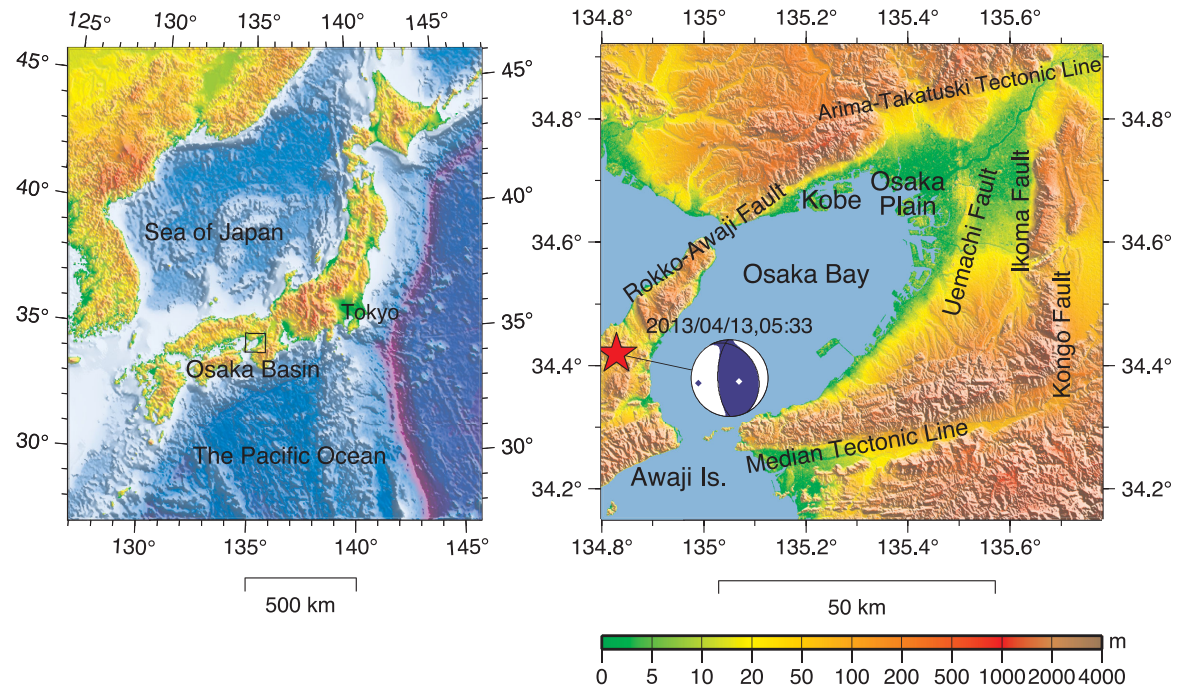 125° 130° 135° 140° 145°
45°
40°
35°
30°
45°
40°
35°
30°
Sea of Japan
Tokyo
Osaka Basin
The Pacific Ocean
130° 135° 140° 145°
500 km
134.8° 135° 135.2° 135.4° 135.6°
34.8°
34.6°
34.4°
34.2°
34.8°
34.6°
34.4°
34.2°
Arima-Takatuski Tectonic Line
Rokko-Awaji Fault
Kobe
Osaka
Plain
Uemachi Fault
Ikoma Fault
Kongo Fault
Osaka Bay
2013/04/13,05:33
Median Tectonic Line
Awaji Is.
134.8° 135° 135.2° 135.4° 135.6°
50 km
m
0 5 10 20 50 100 200 500 1000 2000 4000